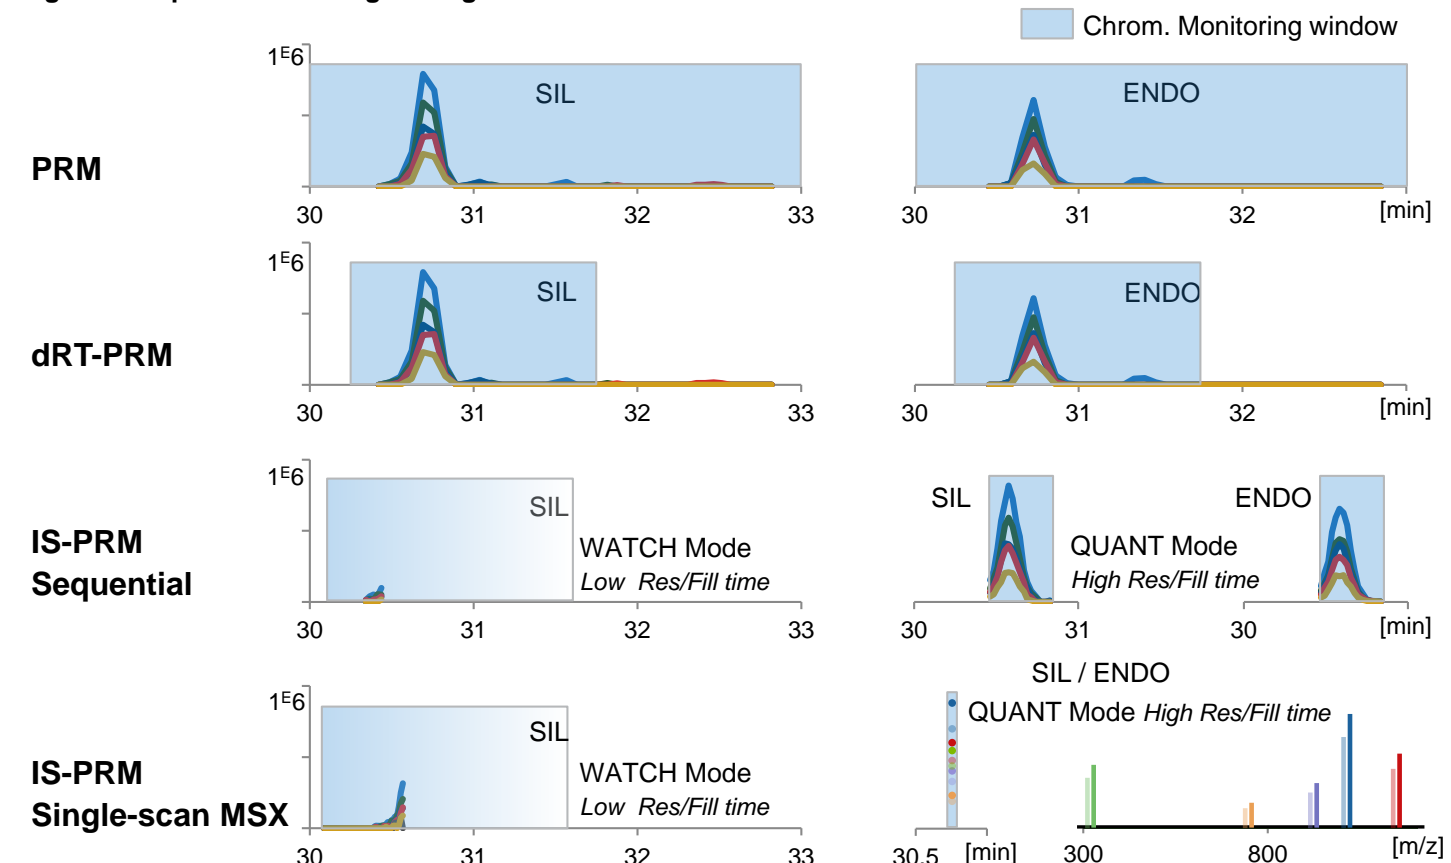 Chrom. Monitoring window
1E6
SIL
ENDO
PRM
30 31 32 33
30 31 32 [min]
1E6
SIL
ENDO
dRT-PRM
30 31 32 33
30 31 32 [min]
1E6
SIL
SIL
ENDO
IS-PRM
Sequential
WATCH Mode
Low Res/Fill time
QUANT Mode
High Res/Fill time
30 31 32 33
30 31 30 [min]
SIL / ENDO
1E6
SIL
QUANT Mode High Res/Fill time
IS-PRM
Single-scan MSX
WATCH Mode
Low Res/Fill time
30 31 32 33
30.5 [min] 300 800 [m/z]